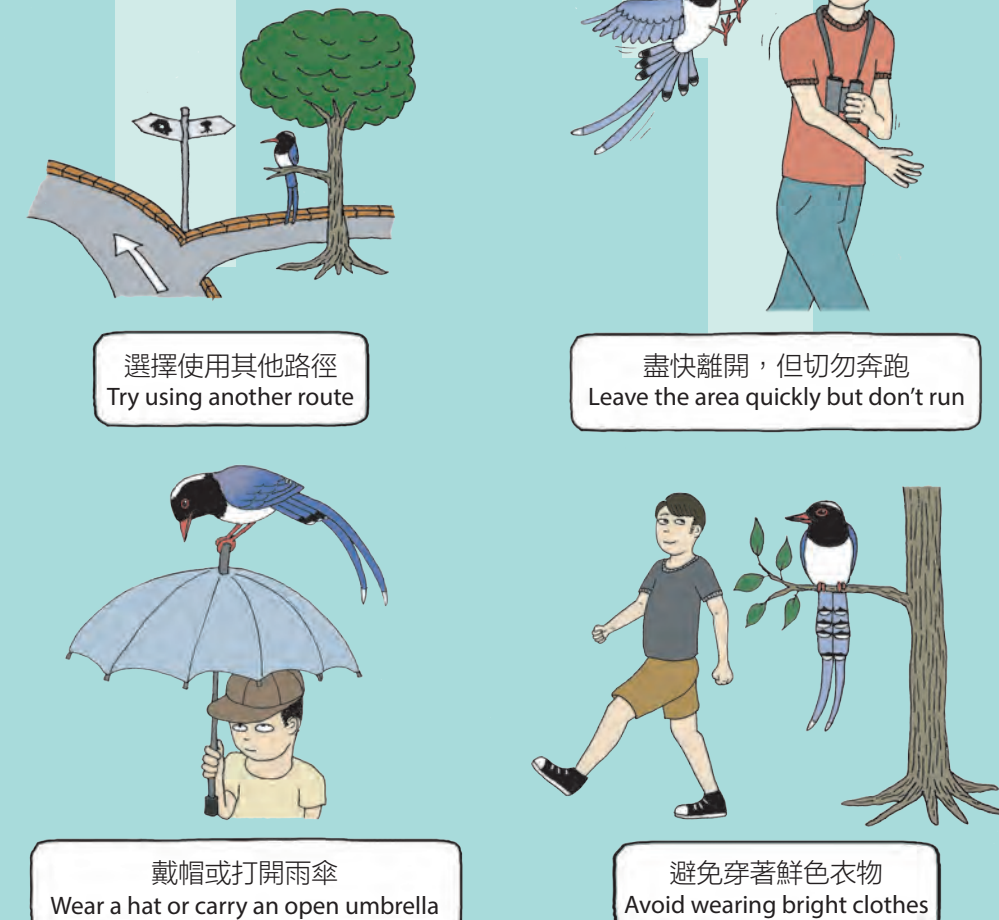 選擇使用其他路徑
Try using another route
盡快離開，但切勿奔跑
Leave the area quickly but don’t run
戴帽或打開雨傘
Wear a hat or carry an open umbrella
避免穿著鮮色衣物
Avoid wearing bright clothes